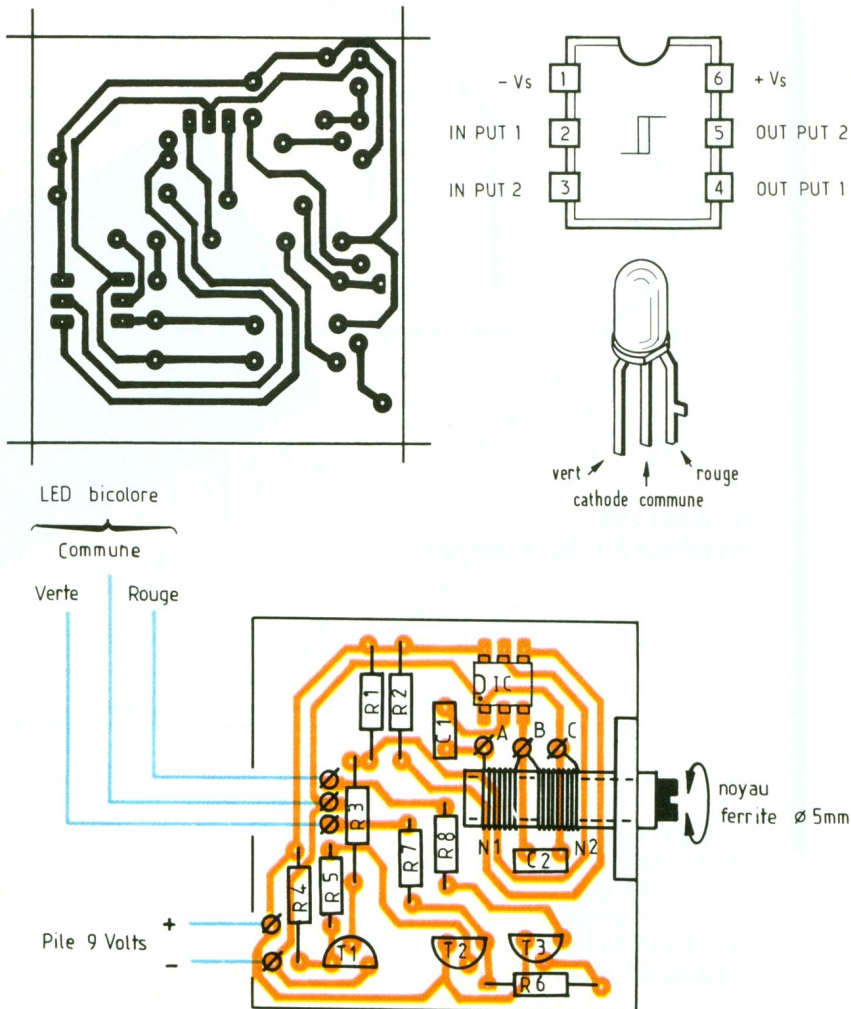 - Vs
1
6
+ Vs
IN PUT 1
2
5
OUT PUT 2
IN PUT 2
3
4
OUT PUT 1
vert
rouge
cathode commune
LED bicolore
Commune
Verte
Rouge
R1
R2
C1
IC
A
B
C
R3
R8
R7
N1
N2
C2
R4
R5
noyau
ferrite ø 5mm
Pile 9 Volts
+
-
T1
T2
T3
R6